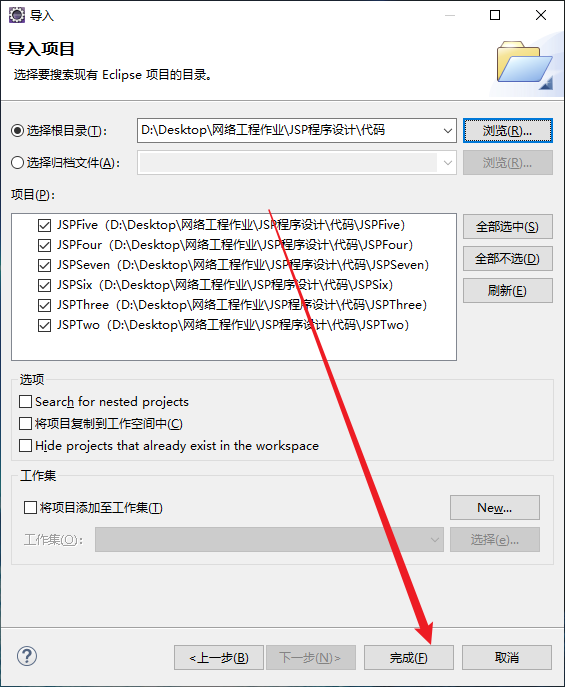 导入
导入项目
选择要搜索现有 Eclipse 项目的目录。
选择根目录(T): D:\Desktop\网络工程作业\JSP程序设计\代码 浏览(R)...
选择归档文件(A): 浏览(R)...
项目(P):
JSPFive（D:\Desktop\网络工程作业\JSP程序设计\代码\JSPFive） 全部选中(S)
JSPFour（D:\Desktop\网络工程作业\JSP程序设计\代码\JSPFour）
JSPSeven（D:\Desktop\网络工程作业\JSP程序设计\代码\JSPSeven） 全部不选(D)
JSPSix（D:\Desktop\网络工程作业\JSP程序设计\代码\JSPSix） 刷新(E)
JSPThree（D:\Desktop\网络工程作业\JSP程序设计\代码\JSPThree）
JSPTwo（D:\Desktop\网络工程作业\JSP程序设计\代码\JSPTwo）
选项
Search for nested projects
将项目复制到工作空间中(C)
Hide projects that already exist in the workspace
工作集
将项目添加至工作集(T) New...
工作集(O): 选择(e)...
? <上一步(B) 下一步(N)> 完成(F) 取消